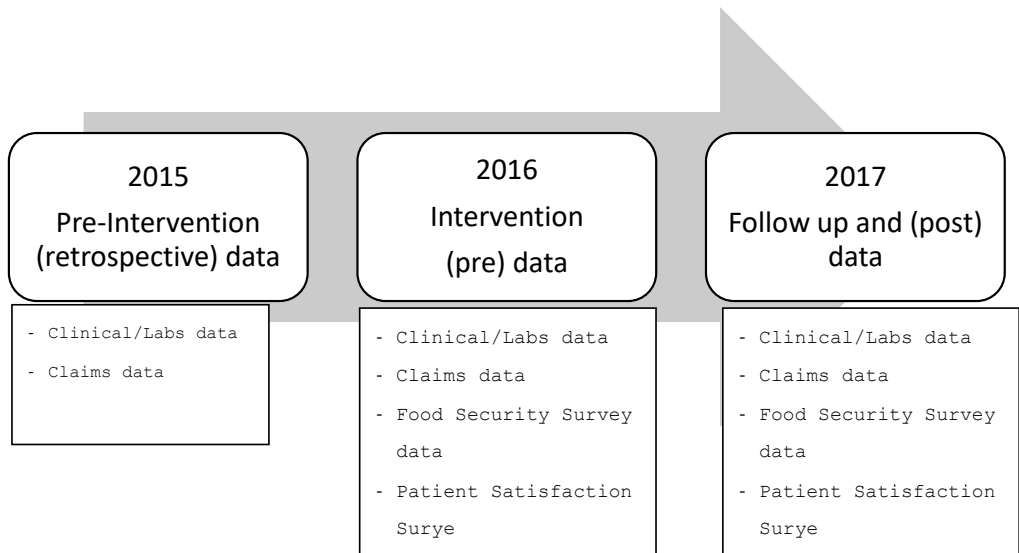 2015
Pre-Intervention
(retrospective) data
- Clinical/Labs data
- Claims data
2016
Intervention
(pre) data
- Clinical/Labs data
- Claims data
- Food Security Survey
data
- Patient Satisfaction
Surye
2017
Follow up and (post)
data
- Clinical/Labs data
- Claims data
- Food Security Survey
data
- Patient Satisfaction
Surye